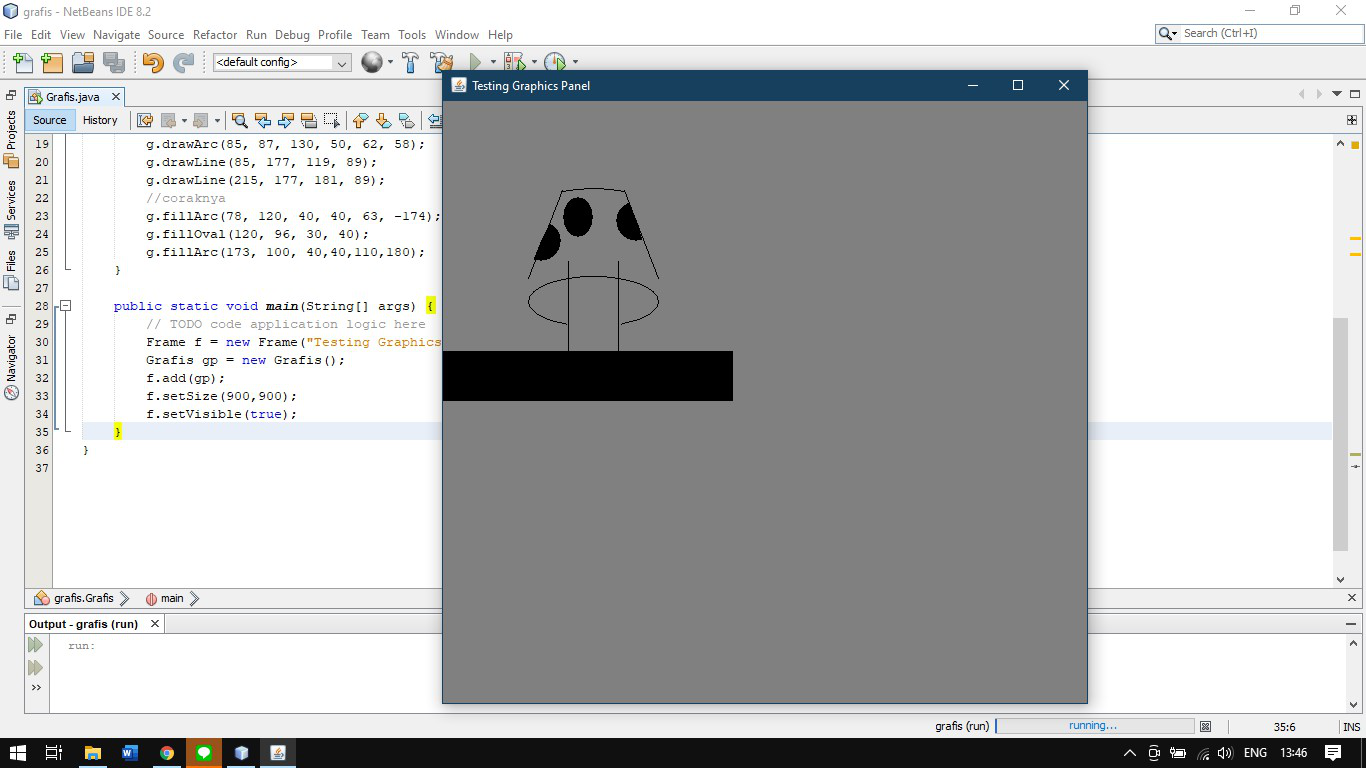 grafis - NetBeans IDE 8.2
File Edit View Navigate Source Refactor Run Debug Profile Team Tools Window Help
Search (Ctrl+I)
<default config>
Testing Graphics Panel
Grafis.java
Source History
Projects
Services
Files
Navigator
19 g.drawArc(85, 87, 130, 50, 62, 58);
20 g.drawLine(85, 177, 119, 89);
21 g.drawLine(215, 177, 181, 89);
22 //coraknya
23 g.fillArc(78, 120, 40, 40, 63, -174);
24 g.fillOval(120, 96, 30, 40);
25 g.fillArc(173, 100, 40,40,110,180);
26 }
27
28 public static void main(String[] args) {
29 // TODO code application logic here
30 Frame f = new Frame("Testing Graphics
31 Grafis gp = new Grafis();
32 f.add(gp);
33 f.setSize(900,900);
34 f.setVisible(true);
35 }
36 }
37
grafis.Grafis main
Output - grafis (run)
run:
grafis (run) running... 35:6 INS
ENG 13:46